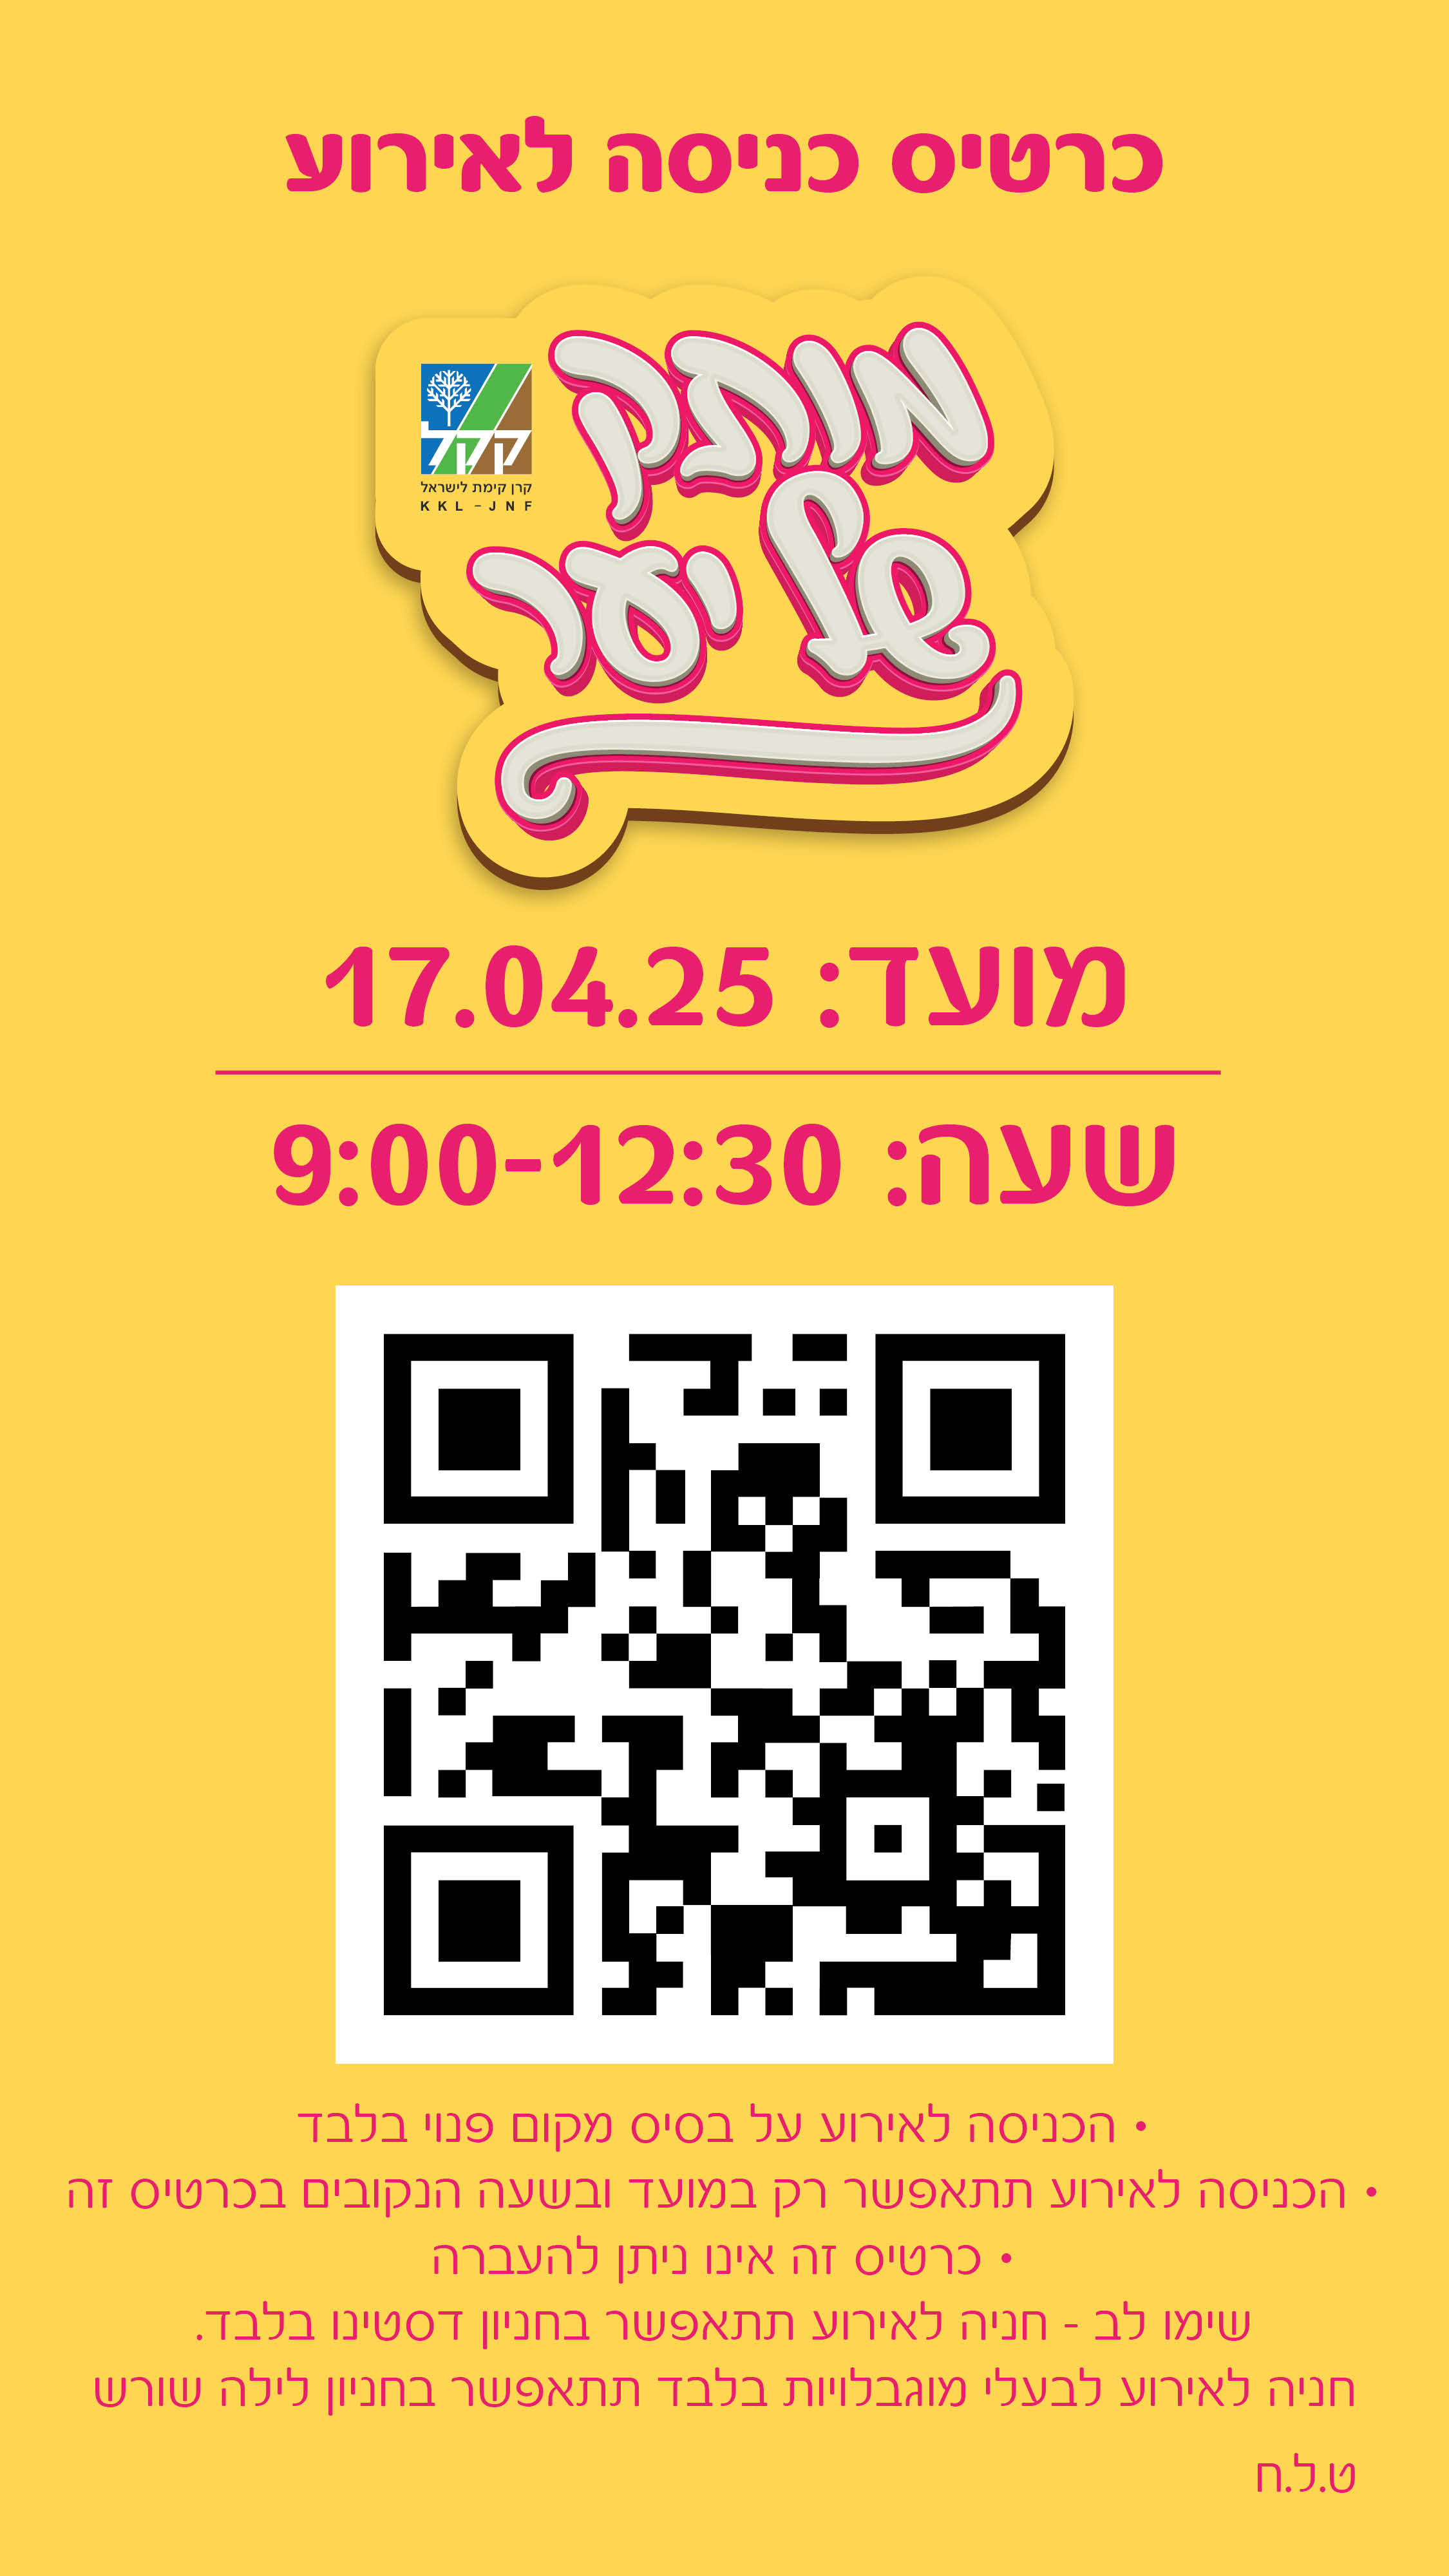 כרטיס כניסה לאירוע
מותק
של יער
קקל
קרן קימת לישראל
KKL-JNF
מועד: 17.04.25
שעה: 9:00-12:30
• הכניסה לאירוע על בסיס מקום פנוי בלבד
• הכניסה לאירוע תתאפשר רק במועד ובשעה הנקובים בכרטיס זה
• כרטיס זה אינו ניתן להעברה
שימו לב - חניה לאירוע תתאפשר בחניון דסטינו בלבד.
חניה לאירוע לבעלי מוגבלויות בלבד תתאפשר בחניון לילה שורש
ט.ל.ח